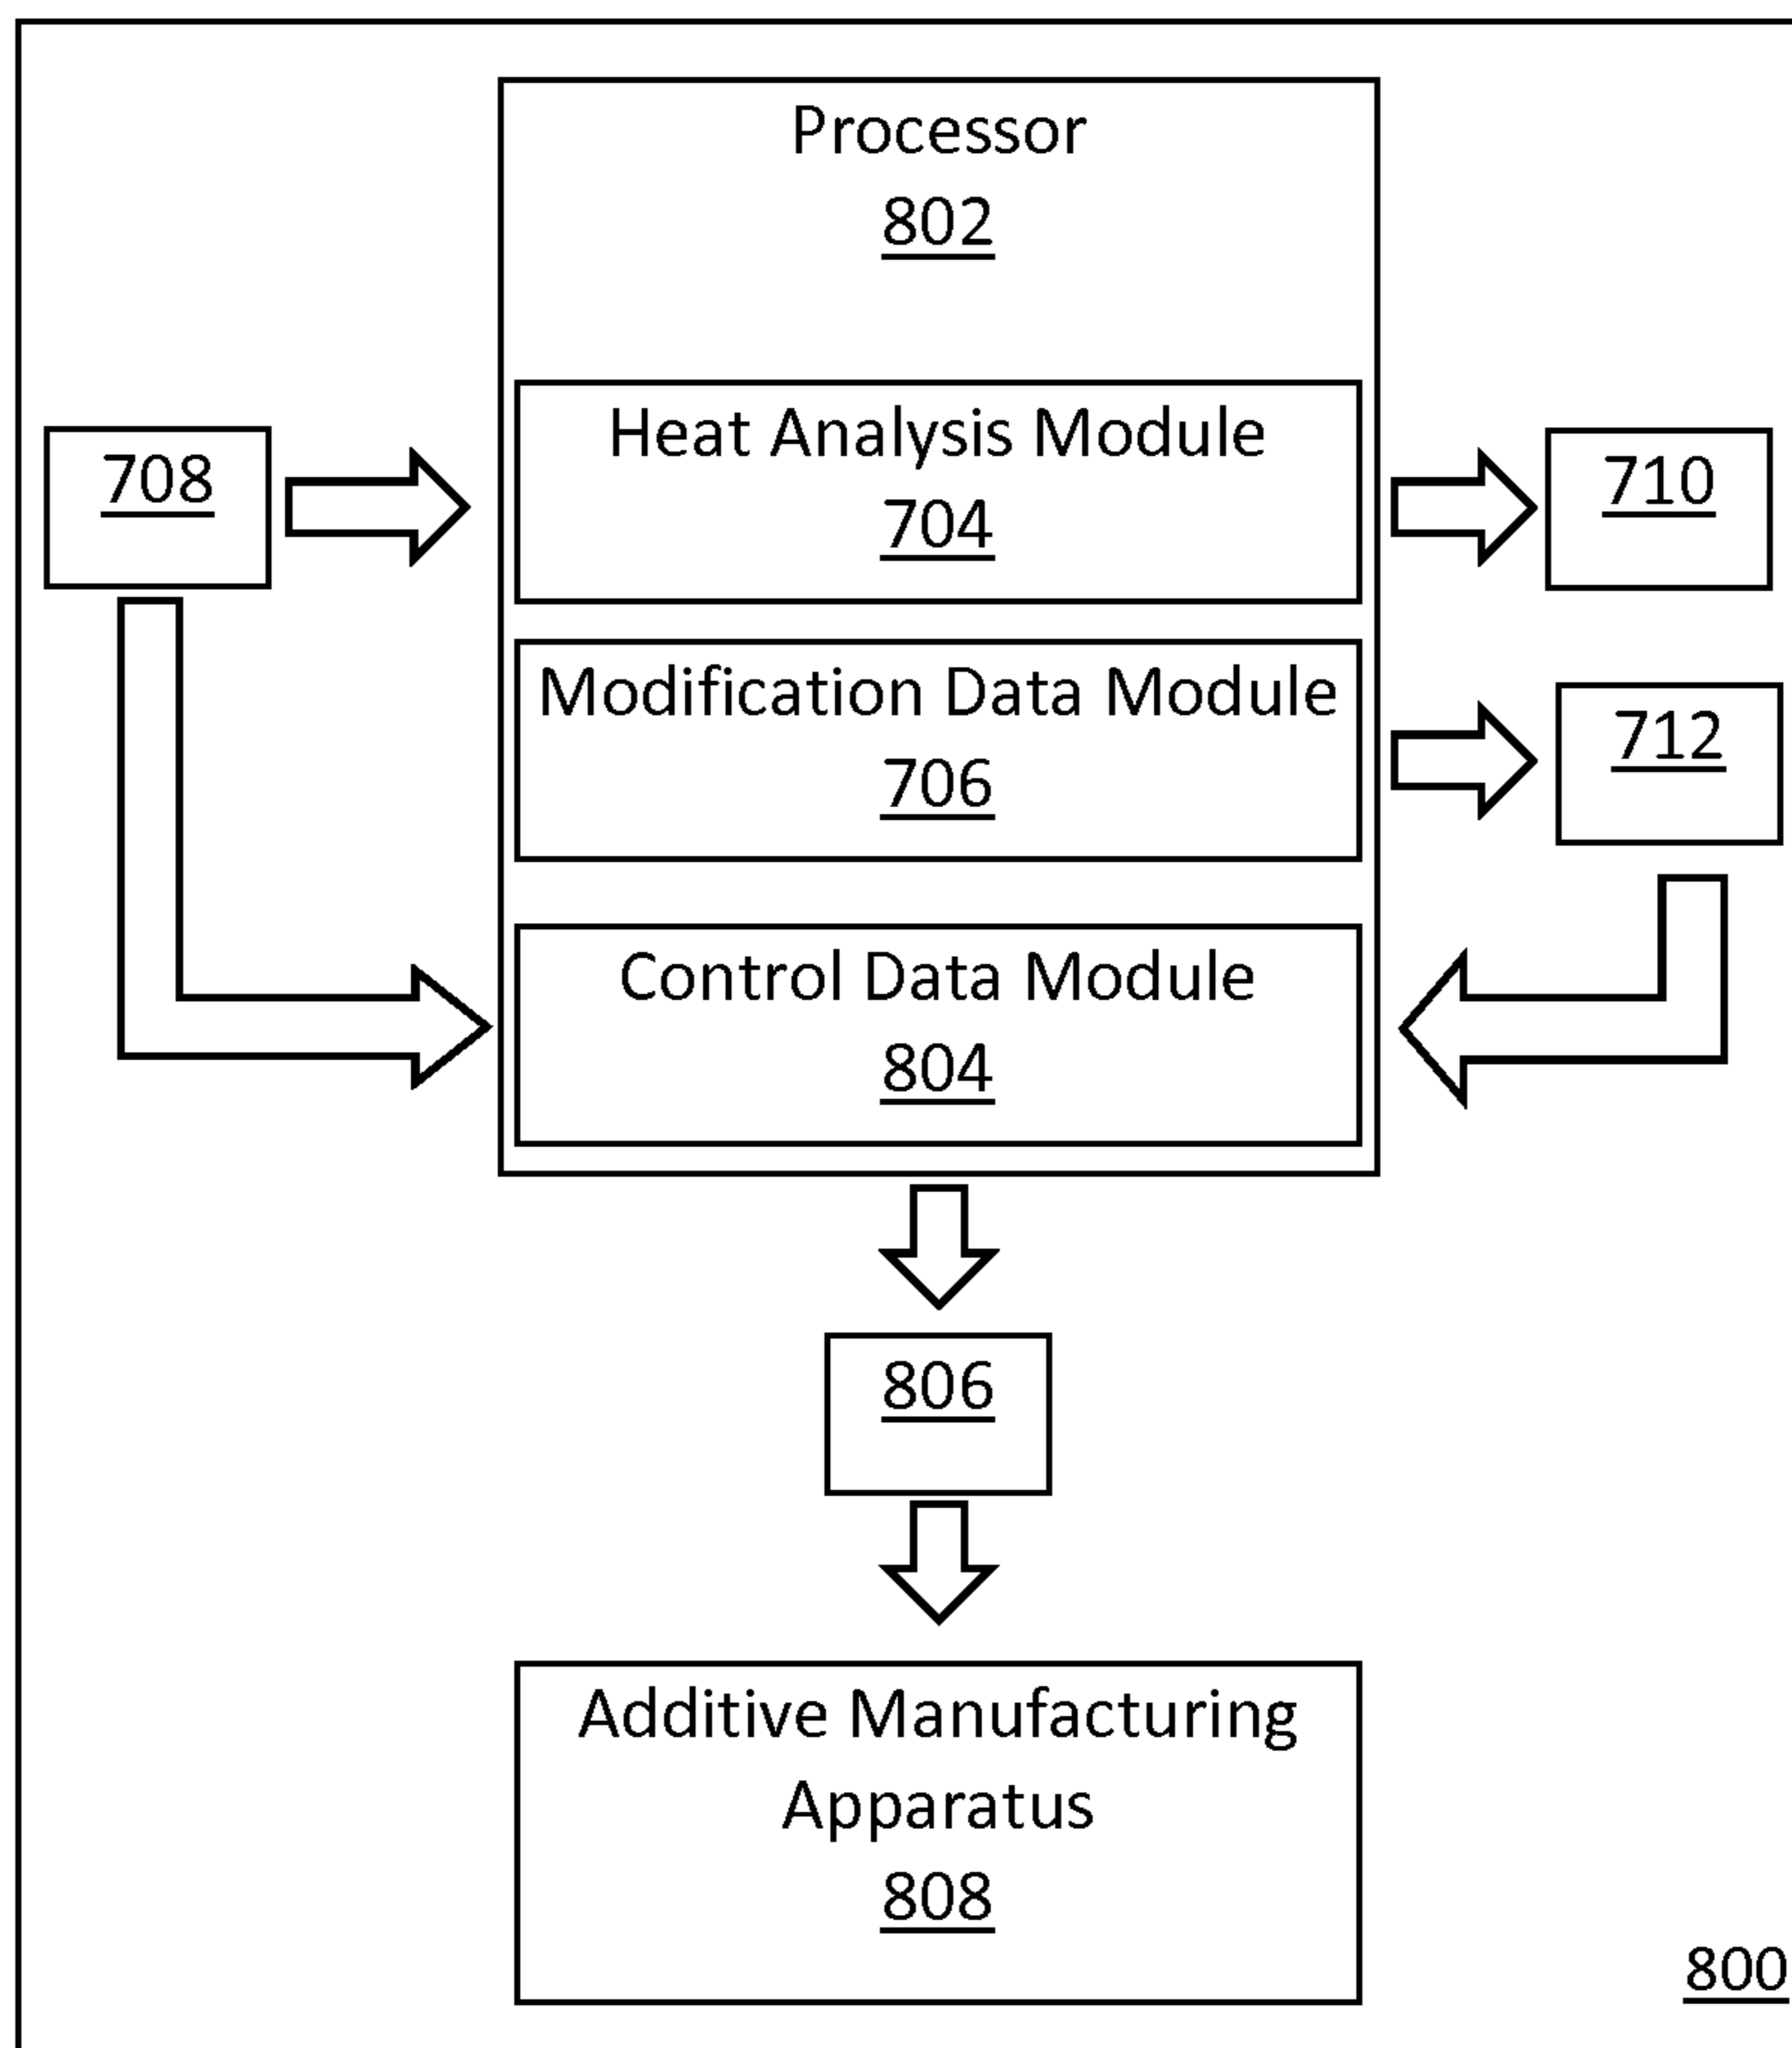 Processor
802
Heat Analysis Module
704
708
710
Modification Data Module
706
712
Control Data Module
804
806
Additive Manufacturing
Apparatus
808
800